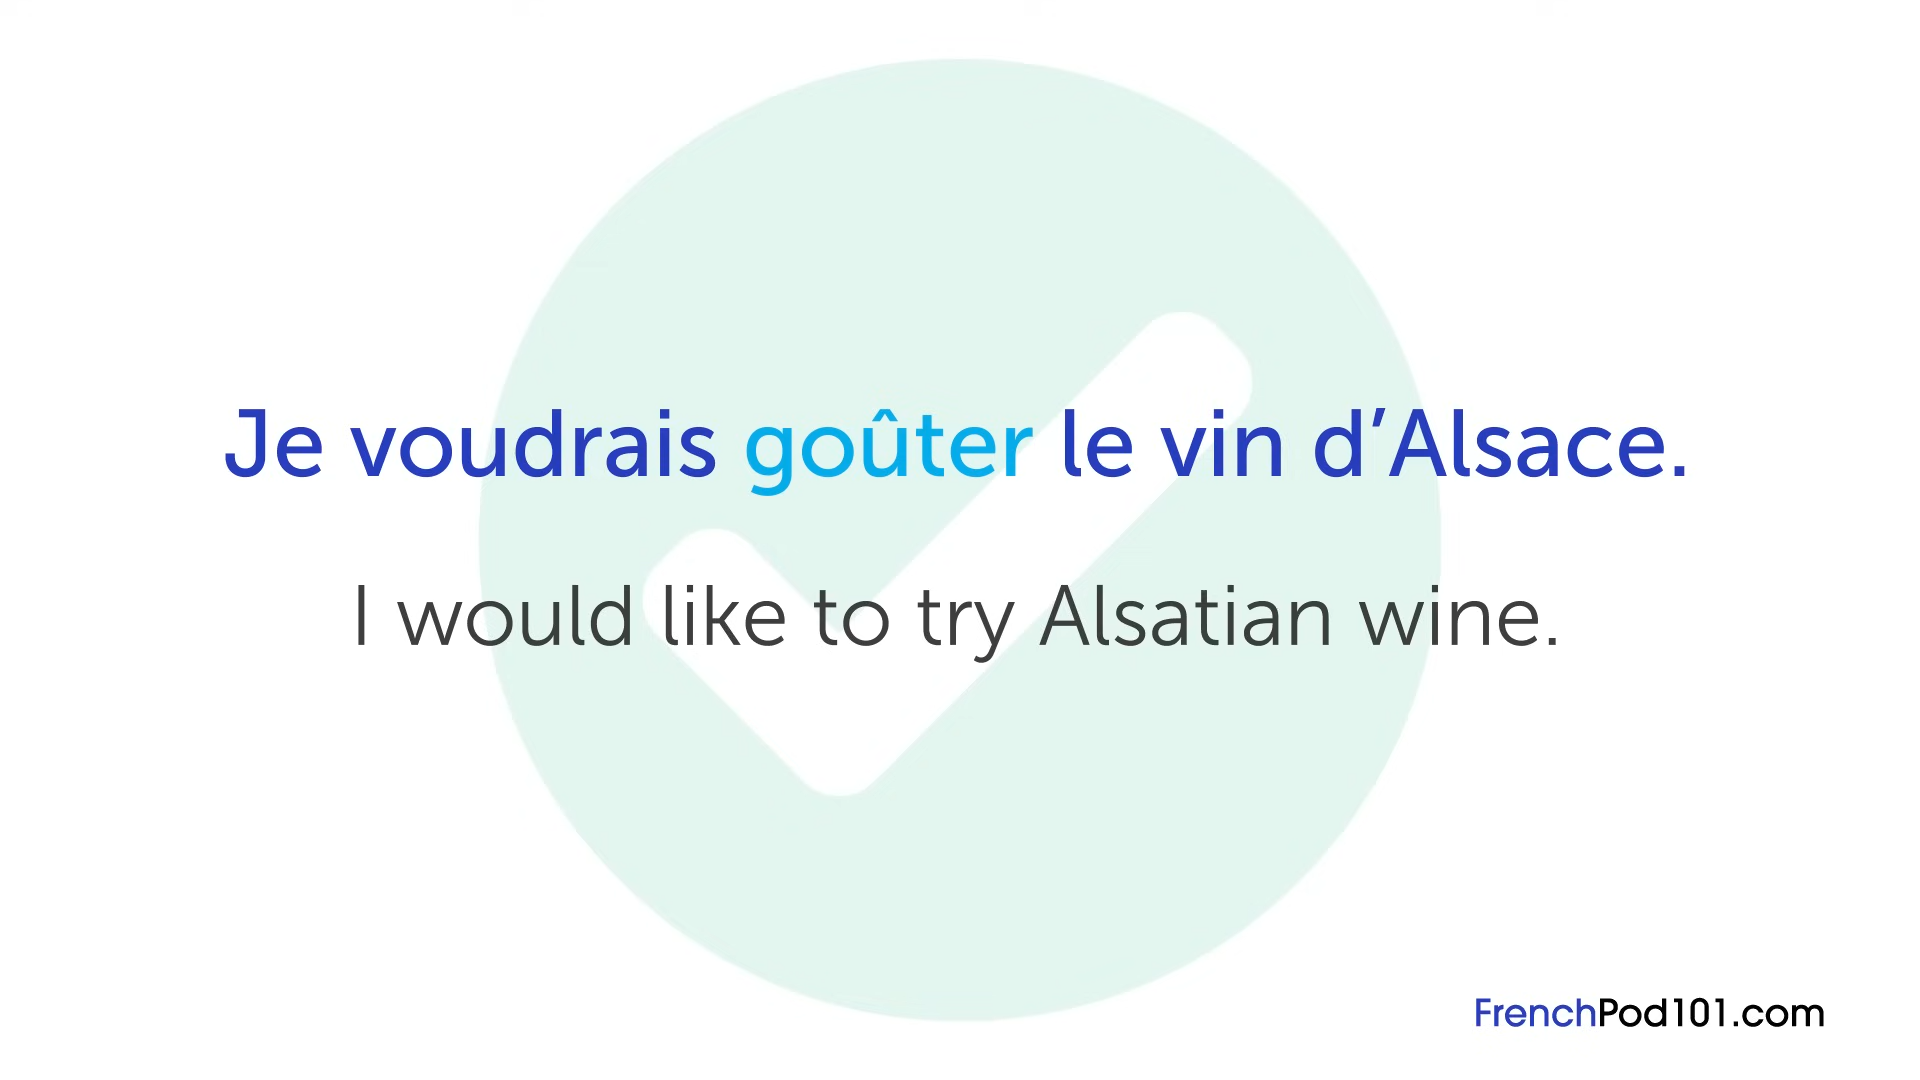 Je voudrais goûter le vin d’Alsace.
I would like to try Alsatian wine.
FrenchPod101.com